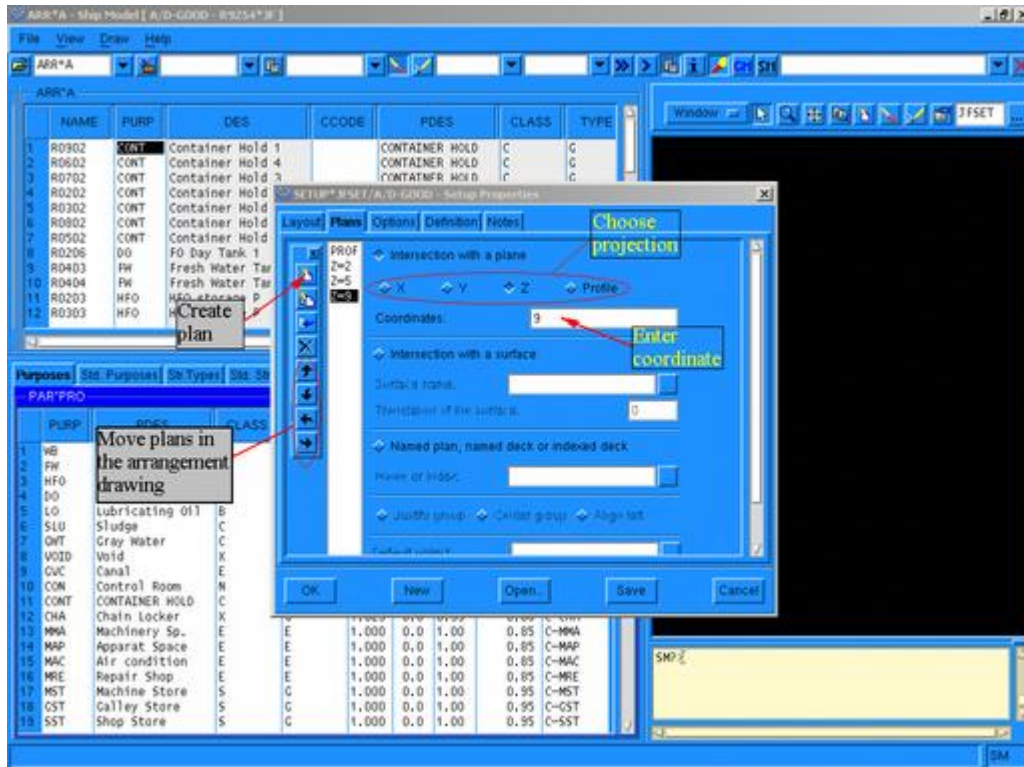 ARR*A - Ship Model [ A/D-GOOD - R9254*JF ]
File View Draw Help
ARR*A
GM SM
ARR*A
Window JFSET ...
NAME PURP DES CCODE PDES CLASS TYPE
1 R0902 CONT Container Hold 1 CONTAINER HOLD C G
2 R0602 CONT Container Hold 4 CONTAINER HOLD C G
3 R0702 CONT Container Hold 3 CONTAINER HOLD C G
4 R0202 CONT Container Hold
5 R0302 CONT Container Hold
6 R0802 CONT Container Hold
7 R0502 CONT Container Hold
8 R0206 DO FO Day Tank 1
9 R0403 FW Fresh Water Tan
10 R0404 FW Fresh Water Tan
11 R0203 HFO HFO storage P
12 R0303 HFO
Create
plan
SETUP*JFSET/A/D-GOOD - Setup Properties
Layout Plans Options Definition Notes
PROF
Z=2
Z=5
Z=9
Intersection with a plane
X Y Z Profile
Coordinates: 9
Intersection with a surface
Surface name:
Translation of the surface: 0
Named plan, named deck or indexed deck
Name or index:
Justify group Center group Align left
OK New Open... Save Cancel
Choose
projection
Enter
coordinate
Purposes Std. Purposes Str.Types Std. St
PAR*PRO
PURP PDES CLASS
Move plans in
the arrangement
drawing
1 WB
2 FW
3 HFO
4 DO
5 LO Lubricating Oil B
6 SLU Sludge C
7 GWT Gray Water C
8 VOID Void X
9 GVC Canal E
10 CON Control Room N
11 CONT CONTAINER HOLD C
12 CHA Chain Locker X
13 MMA Machinery Sp. E E 1.000 0.0 1.00 0.85 C-MMA
14 MAP Apparat Space E E 1.000 0.0 1.00 0.85 C-MAP
15 MAC Air condition E E 1.000 0.0 1.00 0.85 C-MAC
16 MRE Repair Shop E E 1.000 0.0 1.00 0.85 C-MRE
17 MST Machine Store S G 1.000 0.0 1.00 0.95 C-MST
18 GST Galley Store S G 1.000 0.0 1.00 0.95 C-GST
19 SST Shop Store S G 1.000 0.0 1.00 0.95 C-SST
SMP?
SM